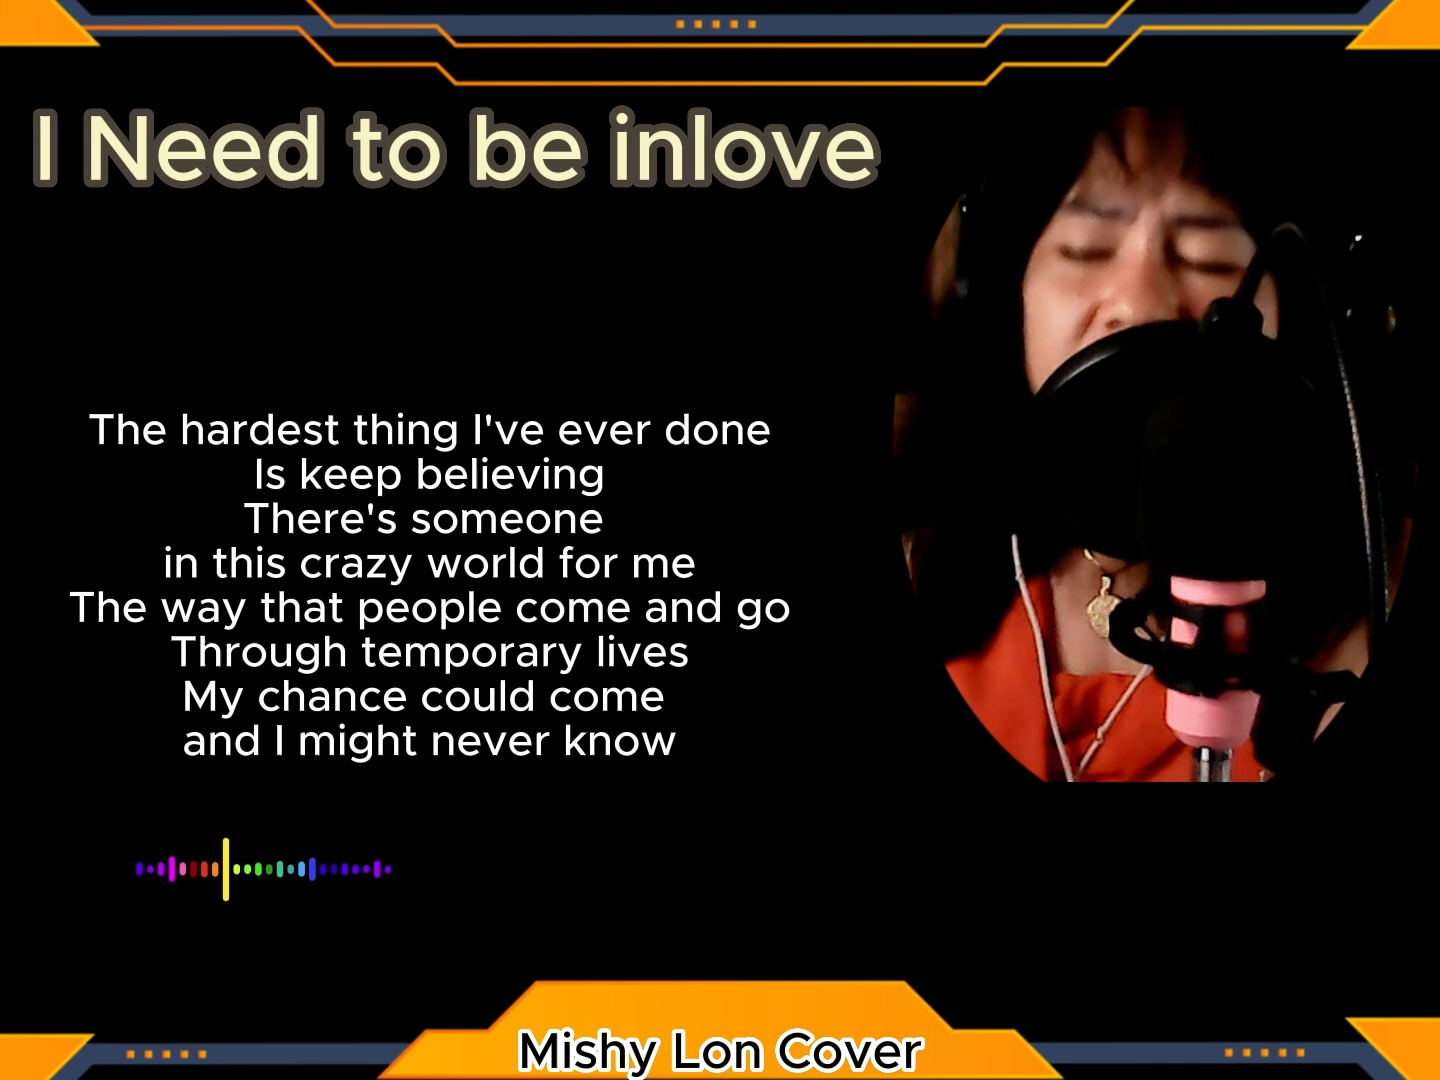 I Need to be inlove
The hardest thing I've ever done
Is keep believing
There's someone
in this crazy world for me
The way that people come and go
Through temporary lives
My chance could come
and I might never know
Mishy Lon Cover